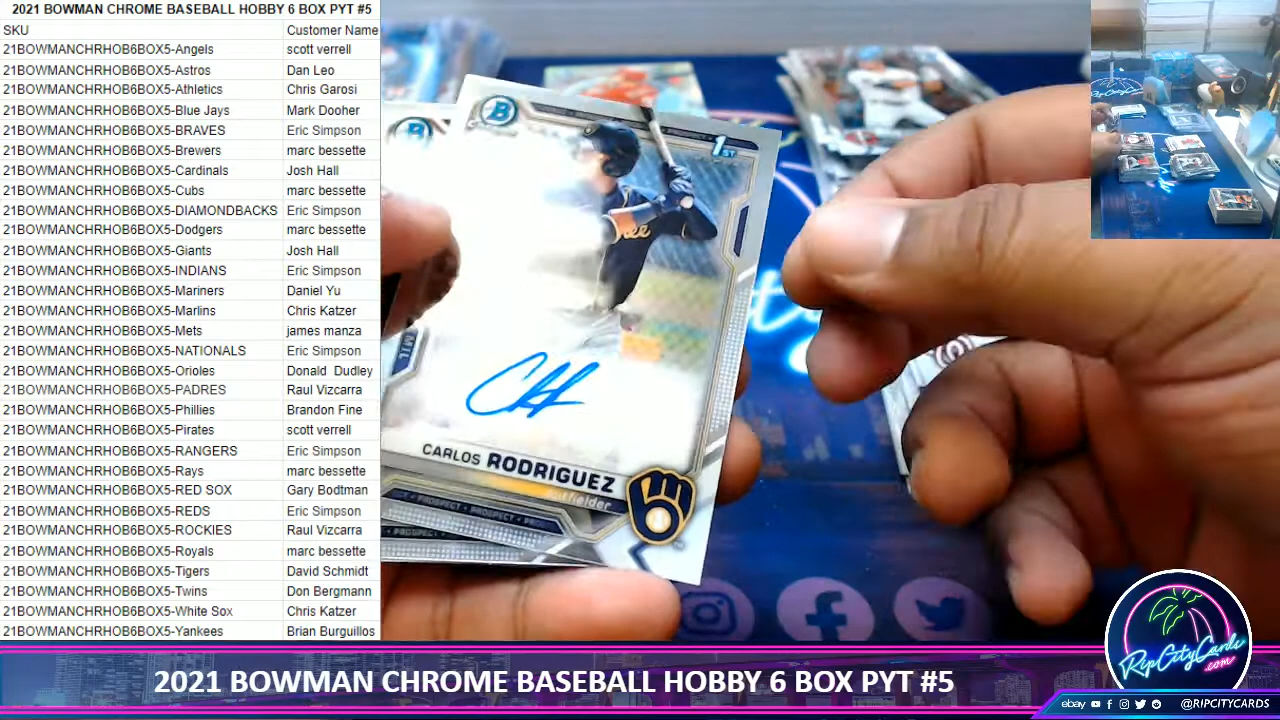 2021 BOWMAN CHROME BASEBALL HOBBY 6 BOX PYT #5
SKU Customer Name
21BOWMANCHRHOB6BOX5-Angels scott verrell
21BOWMANCHRHOB6BOX5-Astros Dan Leo
21BOWMANCHRHOB6BOX5-Athletics Chris Garosi
21BOWMANCHRHOB6BOX5-Blue Jays Mark Dooher
21BOWMANCHRHOB6BOX5-BRAVES Eric Simpson
21BOWMANCHRHOB6BOX5-Brewers marc bessette
21BOWMANCHRHOB6BOX5-Cardinals Josh Hall
21BOWMANCHRHOB6BOX5-Cubs marc bessette
21BOWMANCHRHOB6BOX5-DIAMONDBACKS Eric Simpson
21BOWMANCHRHOB6BOX5-Dodgers marc bessette
21BOWMANCHRHOB6BOX5-Giants Josh Hall
21BOWMANCHRHOB6BOX5-INDIANS Eric Simpson
21BOWMANCHRHOB6BOX5-Mariners Daniel Yu
21BOWMANCHRHOB6BOX5-Marlins Chris Katzer
21BOWMANCHRHOB6BOX5-Mets james manza
21BOWMANCHRHOB6BOX5-NATIONALS Eric Simpson
21BOWMANCHRHOB6BOX5-Orioles Donald Dudley
21BOWMANCHRHOB6BOX5-PADRES Raul Vizcarra
21BOWMANCHRHOB6BOX5-Phillies Brandon Fine
21BOWMANCHRHOB6BOX5-Pirates scott verrell
21BOWMANCHRHOB6BOX5-RANGERS Eric Simpson
21BOWMANCHRHOB6BOX5-Rays marc bessette
21BOWMANCHRHOB6BOX5-RED SOX Gary Bodtman
21BOWMANCHRHOB6BOX5-REDS Eric Simpson
21BOWMANCHRHOB6BOX5-ROCKIES Raul Vizcarra
21BOWMANCHRHOB6BOX5-Royals marc bessette
21BOWMANCHRHOB6BOX5-Tigers David Schmidt
21BOWMANCHRHOB6BOX5-Twins Don Bergmann
21BOWMANCHRHOB6BOX5-White Sox Chris Katzer
21BOWMANCHRHOB6BOX5-Yankees Brian Burguillos
B
B
1ST
MIL
CARLOS RODRIGUEZ
PROSPECT • PROSPECT
PROSPECT
RipCityCards
.com
2021 BOWMAN CHROME BASEBALL HOBBY 6 BOX PYT #5
ebay @RIPCITYCARDS